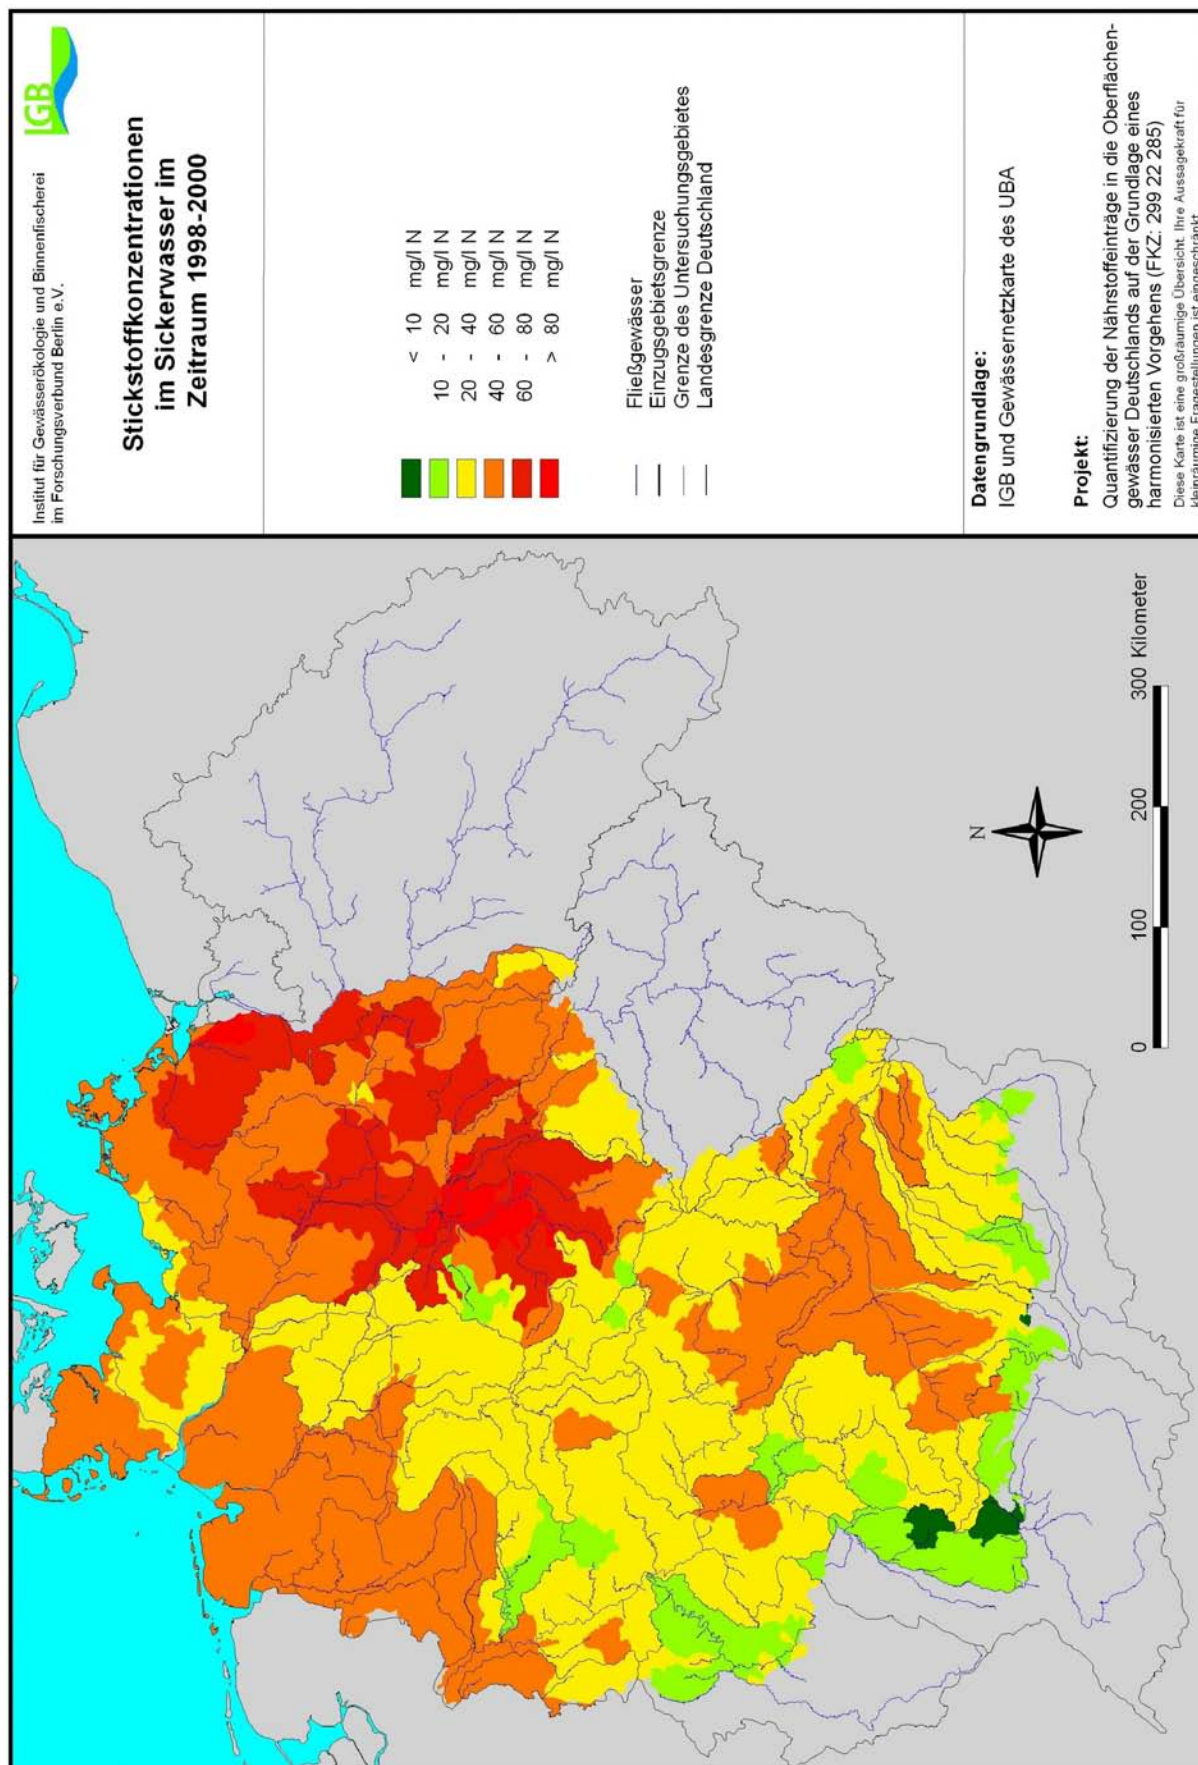 IGB
Institut für Gewässerökologie und Binnenfischerei
im Forschungsverbund Berlin e.V.
Stickstoffkonzentrationen
im Sickerwasser im
Zeitraum 1998-2000
< 10 mg/l N
10 - 20 mg/l N
20 - 40 mg/l N
40 - 60 mg/l N
60 - 80 mg/l N
> 80 mg/l N
Fließgewässer
Einzugsgebietsgrenze
Grenze des Untersuchungsgebietes
Landesgrenze Deutschland
Datengrundlage:
IGB und Gewässernetzkarte des UBA
Projekt:
Quantifizierung der Nährstoffeinträge in die Oberflächen-
gewässer Deutschlands auf der Grundlage eines
harmonisierten Vorgehens (FKZ: 299 22 285)
Diese Karte ist eine großräumige Übersicht. Ihre Aussagekraft für
kleinräumige Fragestellungen ist eingeschränkt
N
0 100 200 300 Kilometer